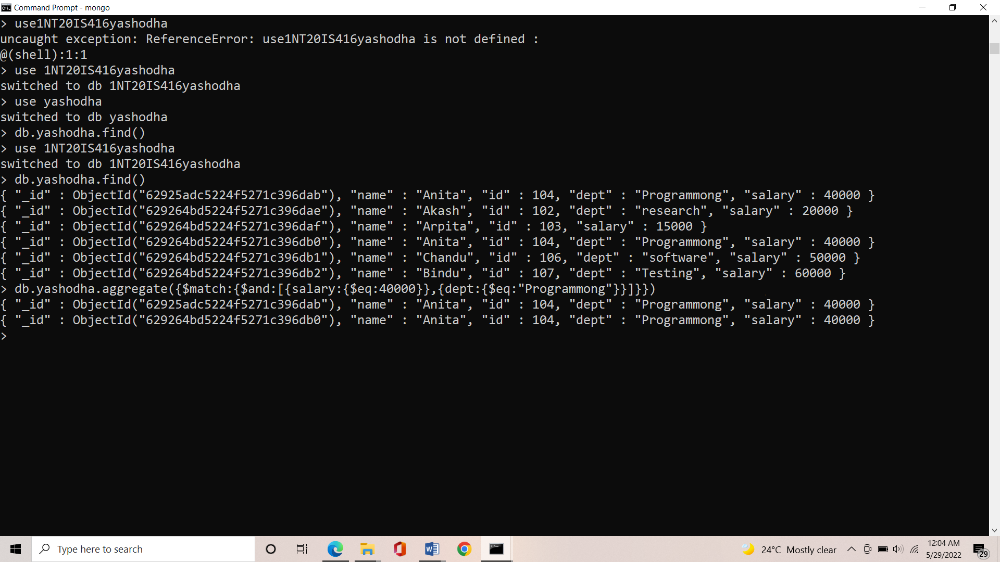 Command Prompt - mongo
> use1NT20IS416yashodha
uncaught exception: ReferenceError: use1NT20IS416yashodha is not defined :
@(shell):1:1
> use 1NT20IS416yashodha
switched to db 1NT20IS416yashodha
> use yashodha
switched to db yashodha
> db.yashodha.find()
> use 1NT20IS416yashodha
switched to db 1NT20IS416yashodha
> db.yashodha.find()
{ "_id" : ObjectId("62925adc5224f5271c396dab"), "name" : "Anita", "id" : 104, "dept" : "Programmong", "salary" : 40000 }
{ "_id" : ObjectId("629264bd5224f5271c396dae"), "name" : "Akash", "id" : 102, "dept" : "research", "salary" : 20000 }
{ "_id" : ObjectId("629264bd5224f5271c396daf"), "name" : "Arpita", "id" : 103, "salary" : 15000 }
{ "_id" : ObjectId("629264bd5224f5271c396db0"), "name" : "Anita", "id" : 104, "dept" : "Programmong", "salary" : 40000 }
{ "_id" : ObjectId("629264bd5224f5271c396db1"), "name" : "Chandu", "id" : 106, "dept" : "software", "salary" : 50000 }
{ "_id" : ObjectId("629264bd5224f5271c396db2"), "name" : "Bindu", "id" : 107, "dept" : "Testing", "salary" : 60000 }
> db.yashodha.aggregate({$match:{$and:[{salary:{$eq:40000}},{dept:{$eq:"Programmong"}}]}})
{ "_id" : ObjectId("62925adc5224f5271c396dab"), "name" : "Anita", "id" : 104, "dept" : "Programmong", "salary" : 40000 }
{ "_id" : ObjectId("629264bd5224f5271c396db0"), "name" : "Anita", "id" : 104, "dept" : "Programmong", "salary" : 40000 }
>
Type here to search
24°C Mostly clear
12:04 AM
5/29/2022
29